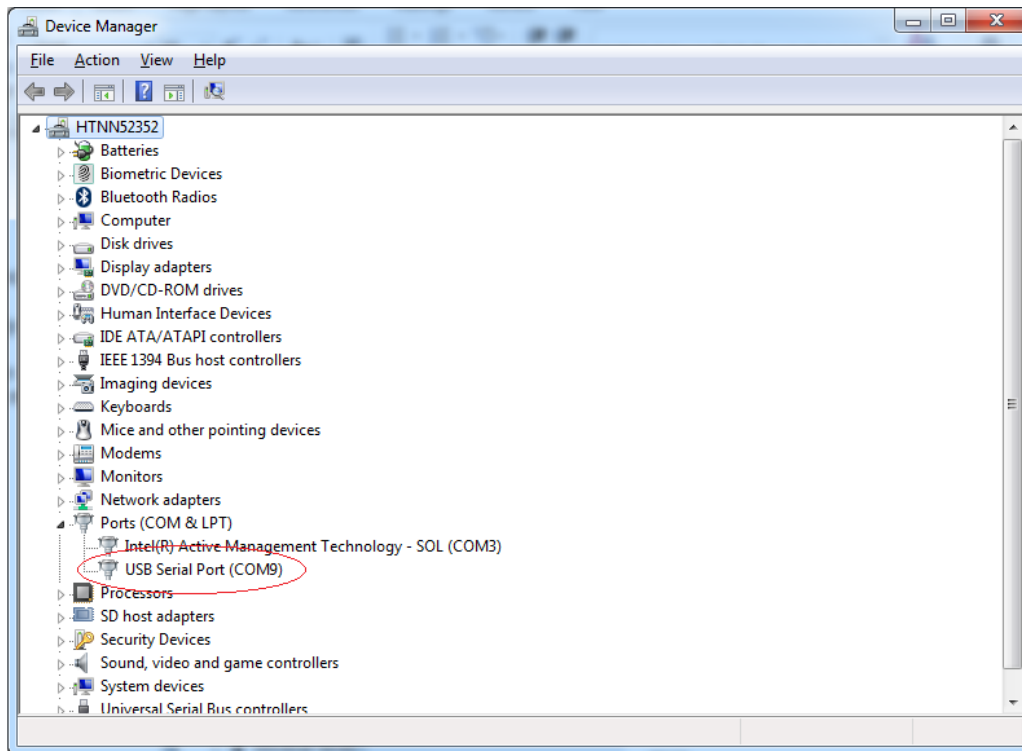 Device Manager
File Action View Help
HTNN52352
Batteries
Biometric Devices
Bluetooth Radios
Computer
Disk drives
Display adapters
DVD/CD-ROM drives
Human Interface Devices
IDE ATA/ATAPI controllers
IEEE 1394 Bus host controllers
Imaging devices
Keyboards
Mice and other pointing devices
Modems
Monitors
Network adapters
Ports (COM & LPT)
Intel(R) Active Management Technology - SOL (COM3)
USB Serial Port (COM9)
Processors
SD host adapters
Security Devices
Sound, video and game controllers
System devices
Universal Serial Bus controllers